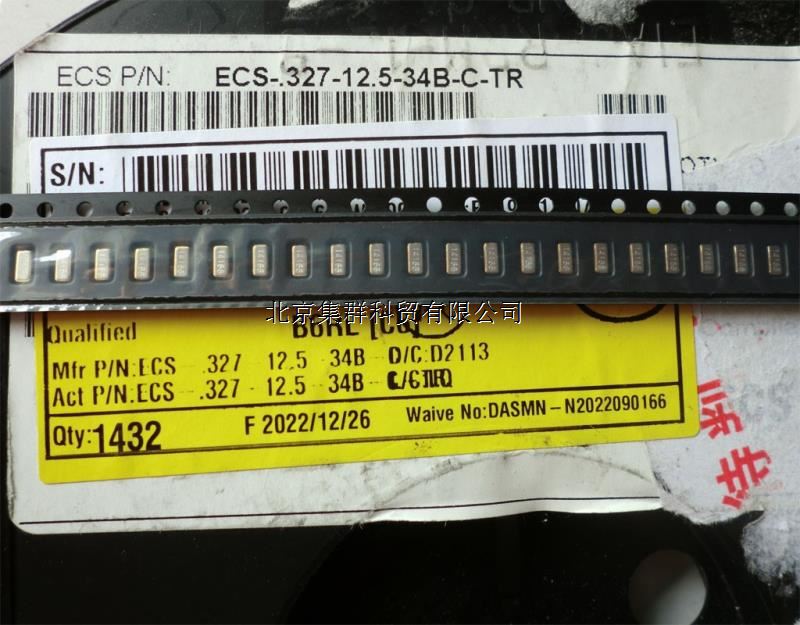 ECS P/N: ECS-.327-12.5-34B-C-TR
S/N:
北京集群科贸有限公司
Qualified
Mfr P/N:ECS .327 12.5 34B D/C:D2113
Act P/N:ECS .327 12.5 34B
Qty:1432 F 2022/12/26 Waive No:DASMN-N2022090166